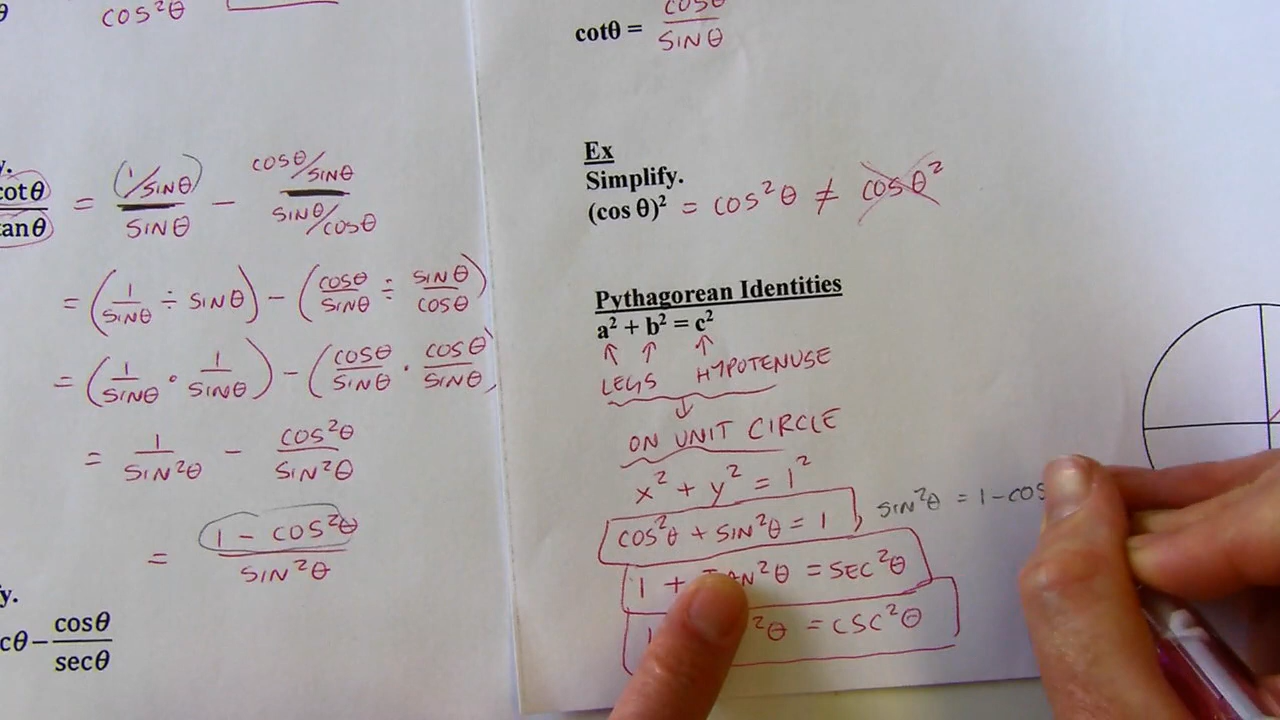 θ
COS²θ
y.
cotθ / tanθ = (1/SINθ) / SINθ − COSθ/SINθ / SINθ/COSθ
= (1/SINθ ÷ SINθ) − (COSθ/SINθ ÷ SINθ/COSθ)
= (1/SINθ · 1/SINθ) − (COSθ/SINθ · COSθ/SINθ)
= 1/SIN²θ − COS²θ/SIN²θ
= 1 − COS²θ / SIN²θ
y.
cθ − cosθ/secθ
cotθ = COSθ/SINθ
Ex
Simplify.
(cos θ)² = COS²θ ≠ COSθ²
Pythagorean Identities
a² + b² = c²
LEGS HYPOTENUSE
ON UNIT CIRCLE
x² + y² = 1²
COS²θ + SIN²θ = 1
SIN²θ = 1 − COS
1 + TAN²θ = SEC²θ
1 ²θ = CSC²θ